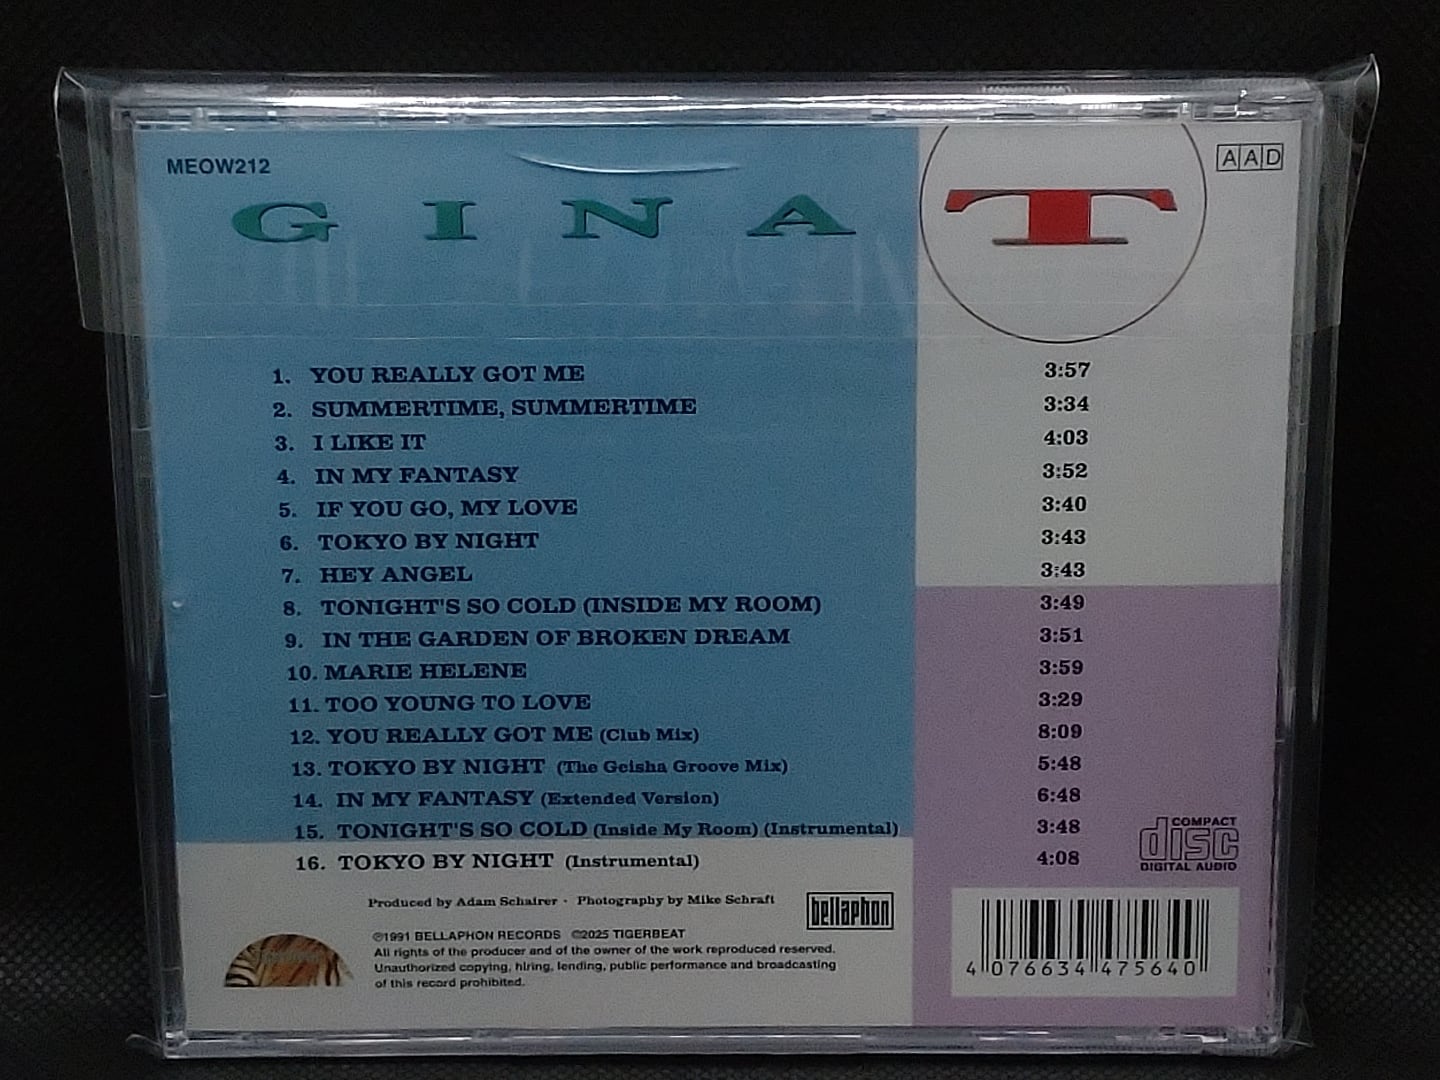 MEOW212
AAD
GINA T
1. YOU REALLY GOT ME 3:57
2. SUMMERTIME, SUMMERTIME 3:34
3. I LIKE IT 4:03
4. IN MY FANTASY 3:52
5. IF YOU GO, MY LOVE 3:40
6. TOKYO BY NIGHT 3:43
7. HEY ANGEL 3:43
8. TONIGHT'S SO COLD (INSIDE MY ROOM) 3:49
9. IN THE GARDEN OF BROKEN DREAM 3:51
10. MARIE HELENE 3:59
11. TOO YOUNG TO LOVE 3:29
12. YOU REALLY GOT ME (Club Mix) 8:09
13. TOKYO BY NIGHT (The Geisha Groove Mix) 5:48
14. IN MY FANTASY (Extended Version) 6:48
15. TONIGHT'S SO COLD (Inside My Room) (Instrumental) 3:48
16. TOKYO BY NIGHT (Instrumental) 4:08
COMPACT
disc
DIGITAL AUDIO
Produced by Adam Schairer · Photography by Mike Schraft
bellaphon
℗1991 BELLAPHON RECORDS ©2025 TIGERBEAT
All rights of the producer and of the owner of the work reproduced reserved.
Unauthorized copying, hiring, lending, public performance and broadcasting
of this record prohibited.
4 076634 475640